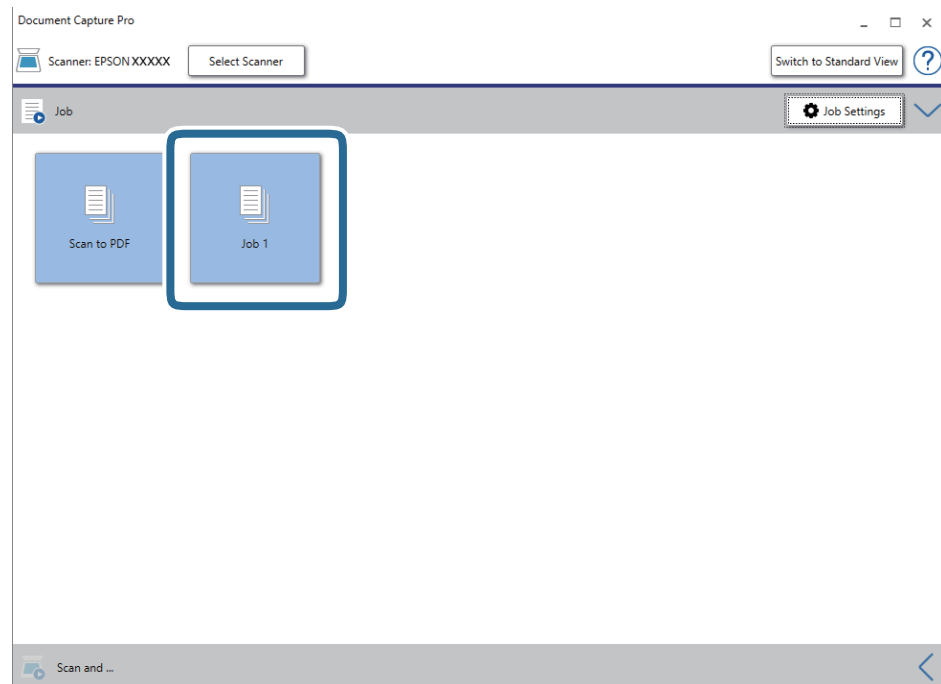 Document Capture Pro
Scanner: EPSON XXXXX Select Scanner Switch to Standard View ?
Job Job Settings
Scan to PDF Job 1
Scan and ...